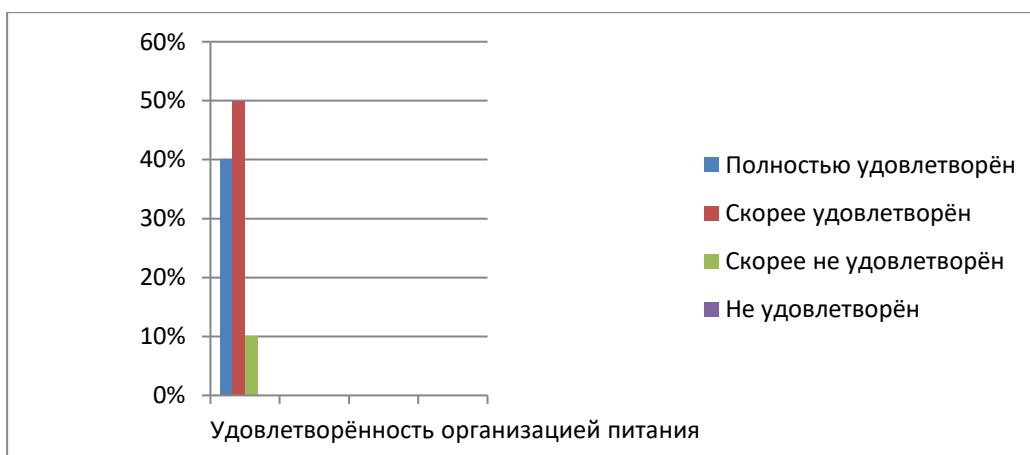 60%
50%
40%
30%
20%
10%
0%
Удовлетворённость организацией питания
Полностью удовлетворён
Скорее удовлетворён
Скорее не удовлетворён
Не удовлетворён